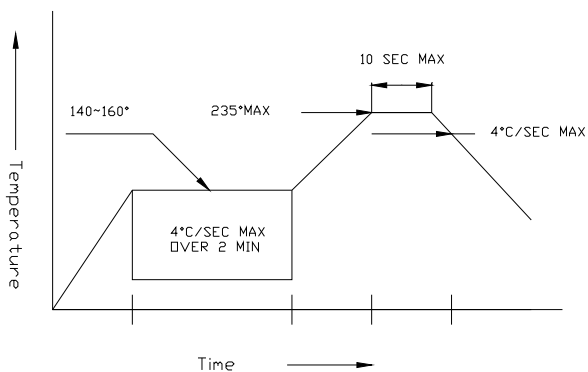 10 SEC MAX
140~160°
235°MAX
4°C/SEC MAX
4°C/SEC MAX
OVER 2 MIN
Temperature
Time